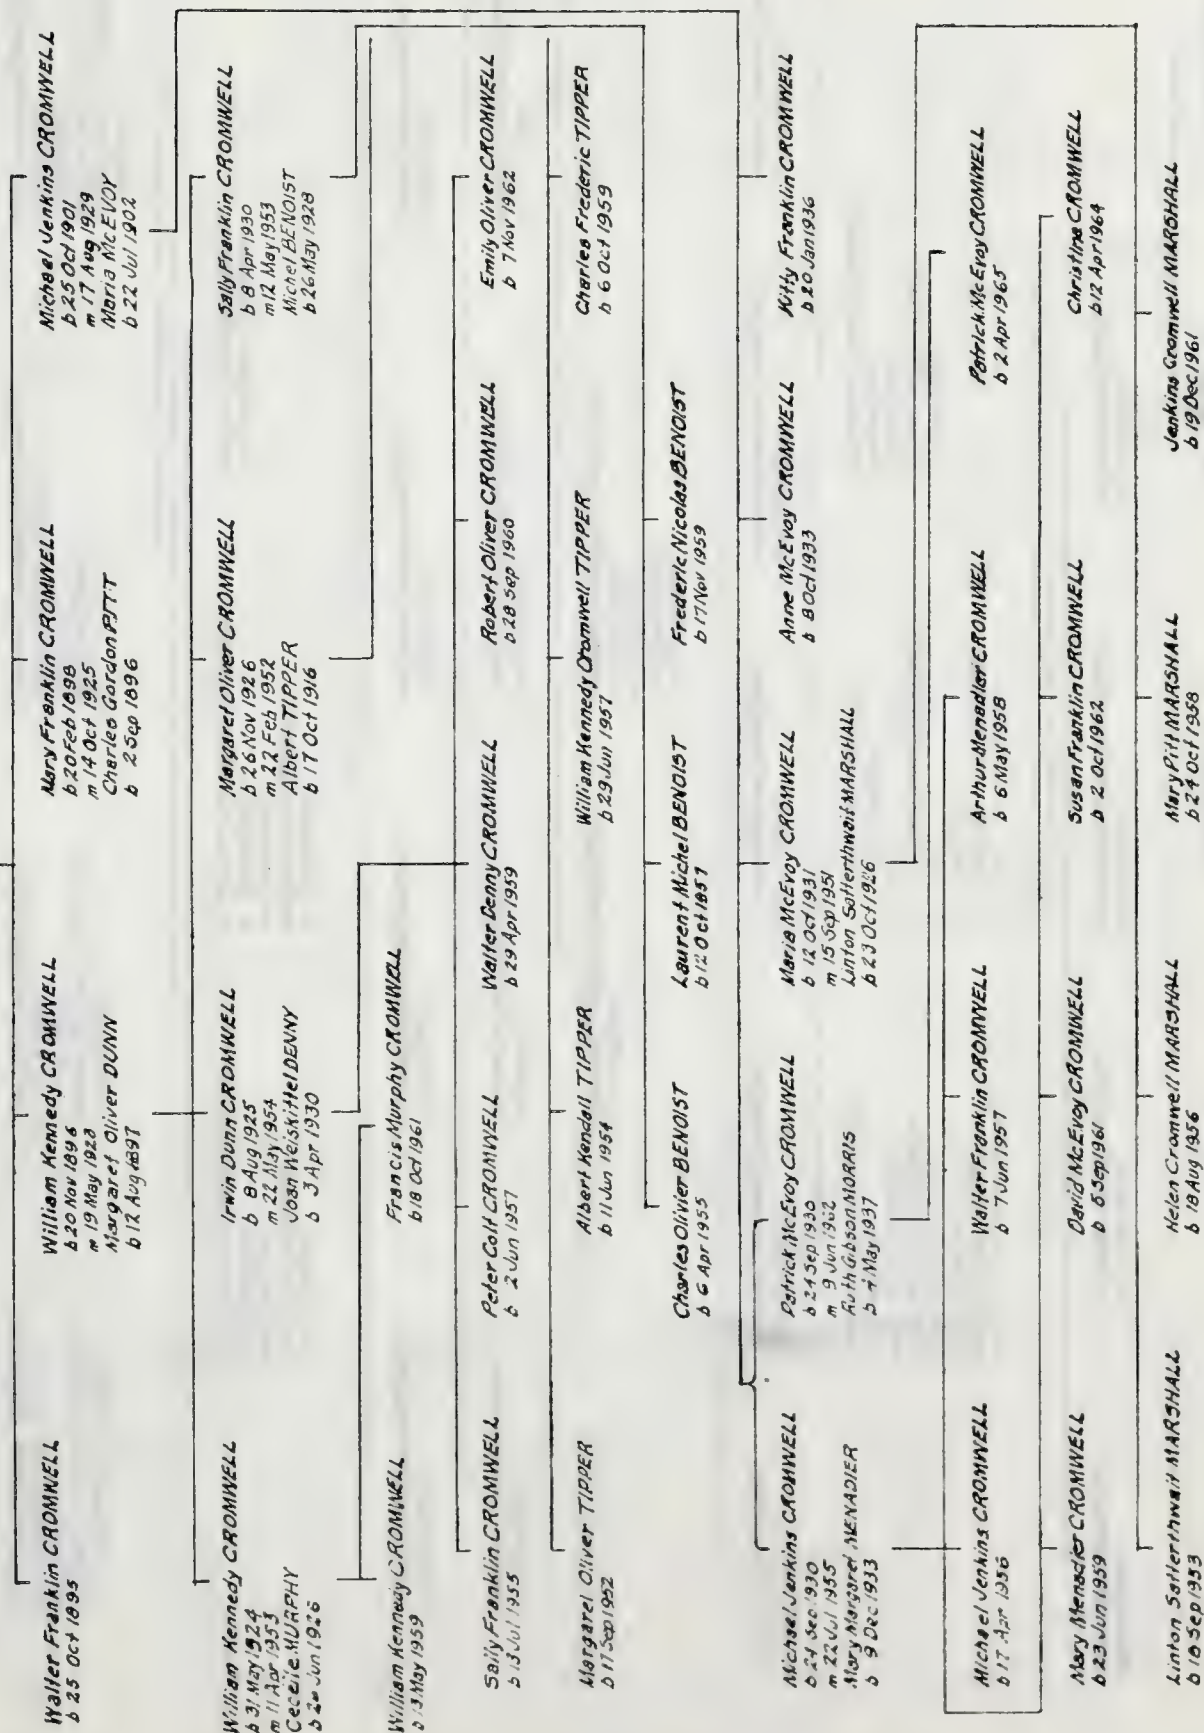 Walter Franklin CROMWELL
b 25 Oct 1895
William Kennedy CROMWELL
b 20 Nov 1896
m 19 May 1923
Margaret Oliver DUNN
b 12 Aug 1897
Mary Franklin CROMWELL
b 20 Feb 1898
m 14 Oct 1925
Charles Gordon PITT
b 2 Sep 1896
Michael Jenkins CROMWELL
b 25 Oct 1901
m 17 Aug 1929
Maria McEVOY
b 22 Jul 1902
William Kennedy CROMWELL
b 31 May 1924
m 11 Apr 1953
Cecelie MURPHY
b 20 Jun 1926
Irwin Dunn CROMWELL
b 8 Aug 1925
m 22 May 1954
Joan Weiskittel DENNY
b 3 Apr 1930
Margaret Oliver CROMWELL
b 26 Nov 1926
m 22 Feb 1952
Albert TIPPER
b 17 Oct 1916
Sally Franklin CROMWELL
b 8 Apr 1930
m 12 May 1953
Michel BENOIST
b 26 May 1928
William Kennedy CROMWELL
b 13 May 1959
Francis Murphy CROMWELL
b 18 Oct 1961
Sally Franklin CROMWELL
b 13 Jul 1955
Peter Colt CROMWELL
b 2 Jun 1957
Walter Denny CROMWEL
b 29 Apr 1959
Robert Oliver CROMWELL
b 28 Sep 1960
Emily Oliver CROMWELL
b 7 Nov 1962
Margaret Oliver TIPPER
b 17 Sep 1952
Albert Kendall TIPPER
b 11 Jun 1954
William Kennedy Cromwell TIPPER
b 29 Jun 1957
Charles Frederic TIPPER
b 6 Oct 1959
Charles Olivier BENOIST
b 6 Apr 1955
Laurent Michel BENOIST
b 12 Oct 1957
Frederic Nicolas BENOIST
b 17 Nov 1959
Michael Jenkins CROMWELL
b 24 Sep 1930
m 22 Jul 1955
Mary Margaret MENADIER
b 9 Dec 1933
Patrick McEvoy CROMWELL
b 24 Sep 1930
m 9 Jun 1962
Ruth Gibson MORRIS
b 4 May 1937
Maria McEvoy CROMWELL
b 12 Oct 1931
m 15 Sep 1951
Linton Satterthwait MARSHALL
b 23 Oct 1926
Anne McEvoy CROMWELL
b 8 Oct 1933
Kitty Franklin CROMWELL
b 20 Jan 1936
Michael Jenkins CROMWELL
b 17 Apr 1956
Walter Franklin CROMWELL
b 7 Jun 1957
Arthur Menadier CROMWELL
b 6 May 1958
Patrick McEvoy CROMWELL
b 2 Apr 1965
Mary Menadier CROMWELL
b 23 Jun 1959
David McEvoy CROMWELL
b 6 Sep 1961
Susan Franklin CROMWELL
b 2 Oct 1962
Christina CROMWELL
b 12 Apr 1964
Linton Satterthwait MARSHALL
b 18 Sep 1953
Helen Cromwell MARSHALL
b 18 Aug 1956
Mary Pitt MARSHALL
b 24 Oct 1958
Jenkins Cromwell MARSHALL
b 19 Dec 1961